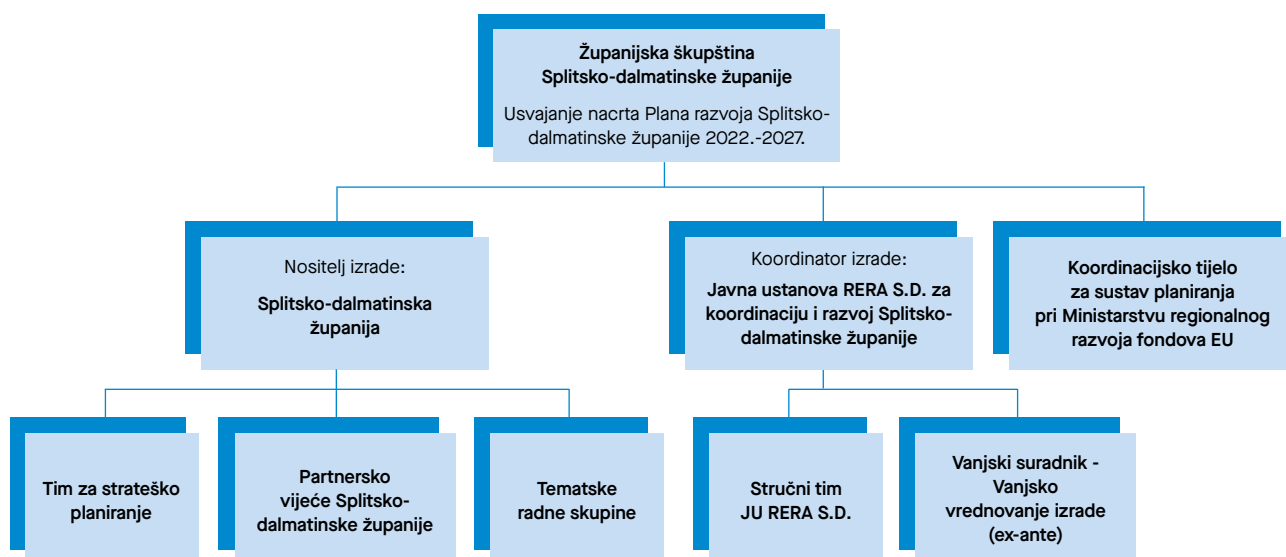 Županijska škupština
Splitsko-dalmatinske županije
Usvajanje nacrta Plana razvoja Splitsko-
dalmatinske županije 2022.-2027.
Nositelj izrade:
Splitsko-dalmatinska
županija
Koordinator izrade:
Javna ustanova RERA S.D. za
koordinaciju i razvoj Splitsko-
dalmatinske županije
Koordinacijsko tijelo
za sustav planiranja
pri Ministarstvu regionalnog
razvoja fondova EU
Tim za strateško
planiranje
Partnersko
vijeće Splitsko-
dalmatinske županije
Tematske
radne skupine
Stručni tim
JU RERA S.D.
Vanjski suradnik -
Vanjsko
vrednovanje izrade
(ex-ante)